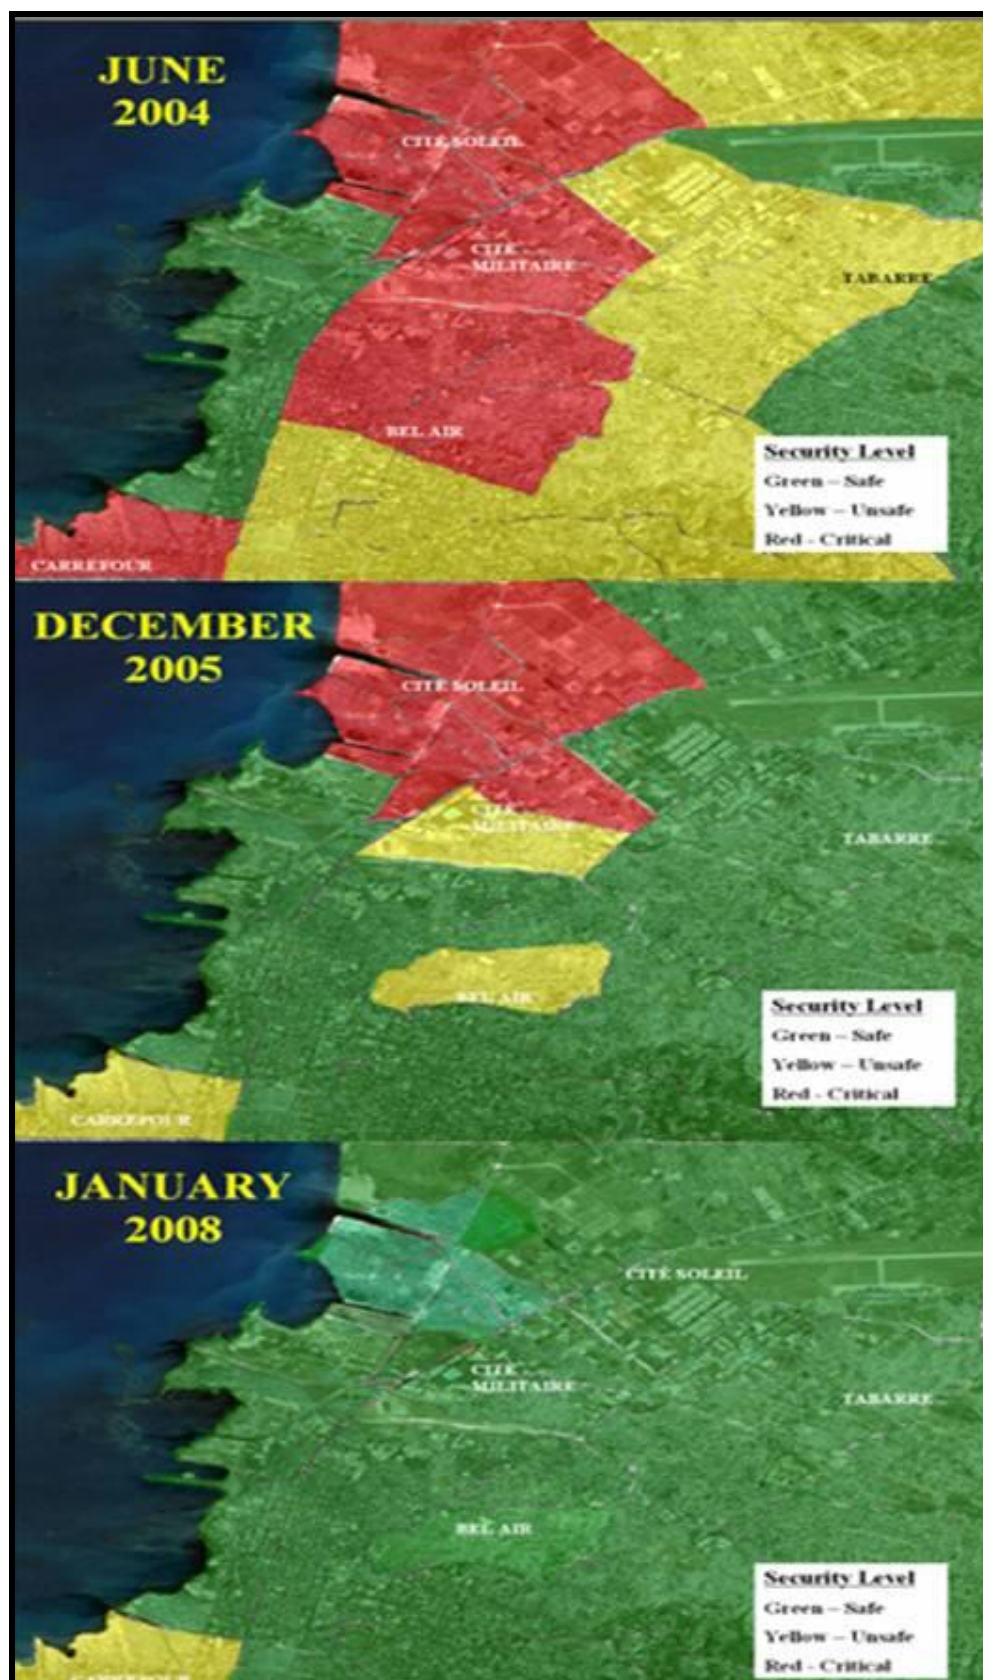 JUNE
2004
CITÉ SOLEIL
CITÉ
MILITAIRE
TABARRE
BEL AIR
CARREFOUR
Security Level
Green – Safe
Yellow – Unsafe
Red - Critical
DECEMBER
2005
CITÉ SOLEIL
CITÉ
MILITAIRE
TABARRE
BEL AIR
CARREFOUR
Security Level
Green – Safe
Yellow – Unsafe
Red - Critical
JANUARY
2008
CITÉ SOLEIL
CITÉ
MILITAIRE
TABARRE
BEL AIR
Security Level
Green – Safe
Yellow – Unsafe
Red - Critical
CARREFOUR